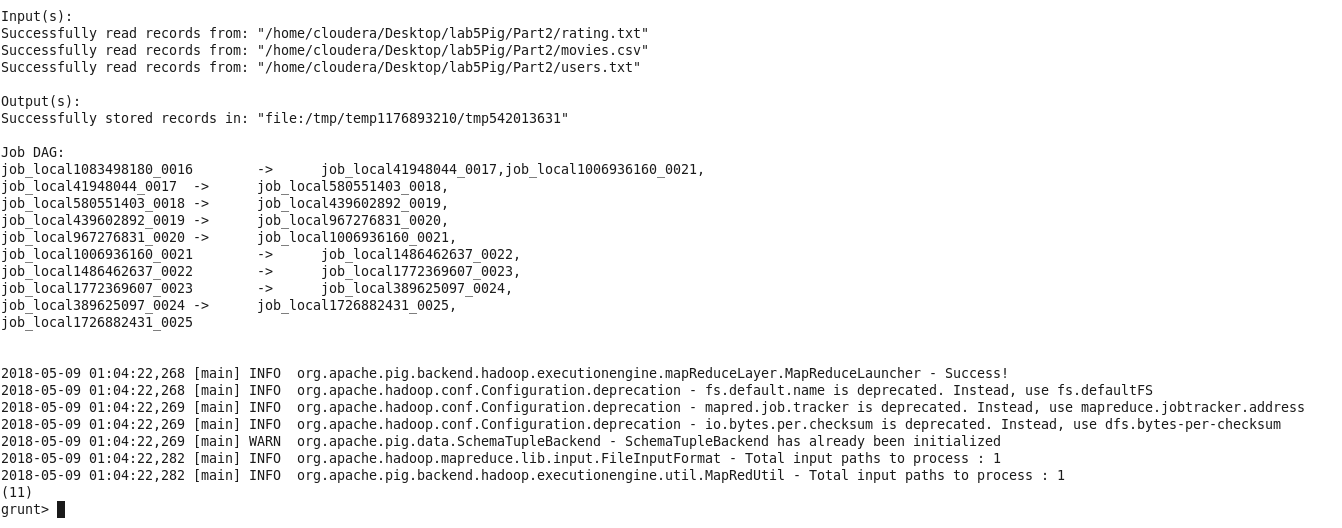 Input(s):
Successfully read records from: "/home/cloudera/Desktop/lab5Pig/Part2/rating.txt"
Successfully read records from: "/home/cloudera/Desktop/lab5Pig/Part2/movies.csv"
Successfully read records from: "/home/cloudera/Desktop/lab5Pig/Part2/users.txt"

Output(s):
Successfully stored records in: "file:/tmp/temp1176893210/tmp542013631"

Job DAG:
job_local1083498180_0016	->	job_local41948044_0017,job_local1006936160_0021,
job_local41948044_0017	->	job_local580551403_0018,
job_local580551403_0018	->	job_local439602892_0019,
job_local439602892_0019	->	job_local967276831_0020,
job_local967276831_0020	->	job_local1006936160_0021,
job_local1006936160_0021	->	job_local1486462637_0022,
job_local1486462637_0022	->	job_local1772369607_0023,
job_local1772369607_0023	->	job_local389625097_0024,
job_local389625097_0024	->	job_local1726882431_0025,
job_local1726882431_0025

2018-05-09 01:04:22,268 [main] INFO  org.apache.pig.backend.hadoop.executionengine.mapReduceLayer.MapReduceLauncher - Success!
2018-05-09 01:04:22,268 [main] INFO  org.apache.hadoop.conf.Configuration.deprecation - fs.default.name is deprecated. Instead, use fs.defaultFS
2018-05-09 01:04:22,269 [main] INFO  org.apache.hadoop.conf.Configuration.deprecation - mapred.job.tracker is deprecated. Instead, use mapreduce.jobtracker.address
2018-05-09 01:04:22,269 [main] INFO  org.apache.hadoop.conf.Configuration.deprecation - io.bytes.per.checksum is deprecated. Instead, use dfs.bytes-per-checksum
2018-05-09 01:04:22,269 [main] WARN  org.apache.pig.data.SchemaTupleBackend - SchemaTupleBackend has already been initialized
2018-05-09 01:04:22,282 [main] INFO  org.apache.hadoop.mapreduce.lib.input.FileInputFormat - Total input paths to process : 1
2018-05-09 01:04:22,282 [main] INFO  org.apache.pig.backend.hadoop.executionengine.util.MapRedUtil - Total input paths to process : 1
(11)
grunt>